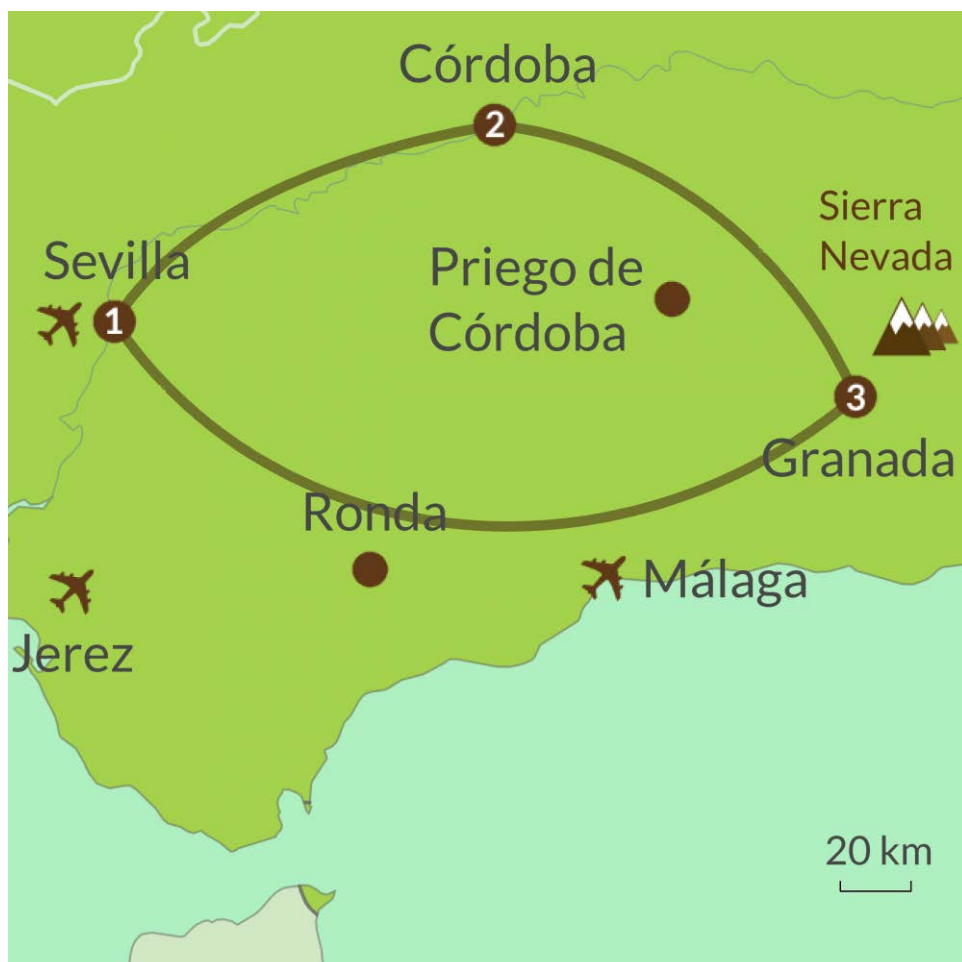 Córdoba
2
Sierra
Nevada
Sevilla
Priego de
Córdoba
1
3
Granada
Ronda
Málaga
Jerez
20 km